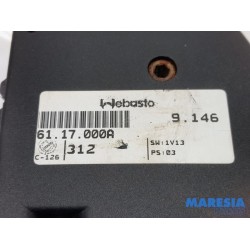 Webasto
9.146
61.17.000A
312
C-126
SW:1V13
PS:03
MARESIA